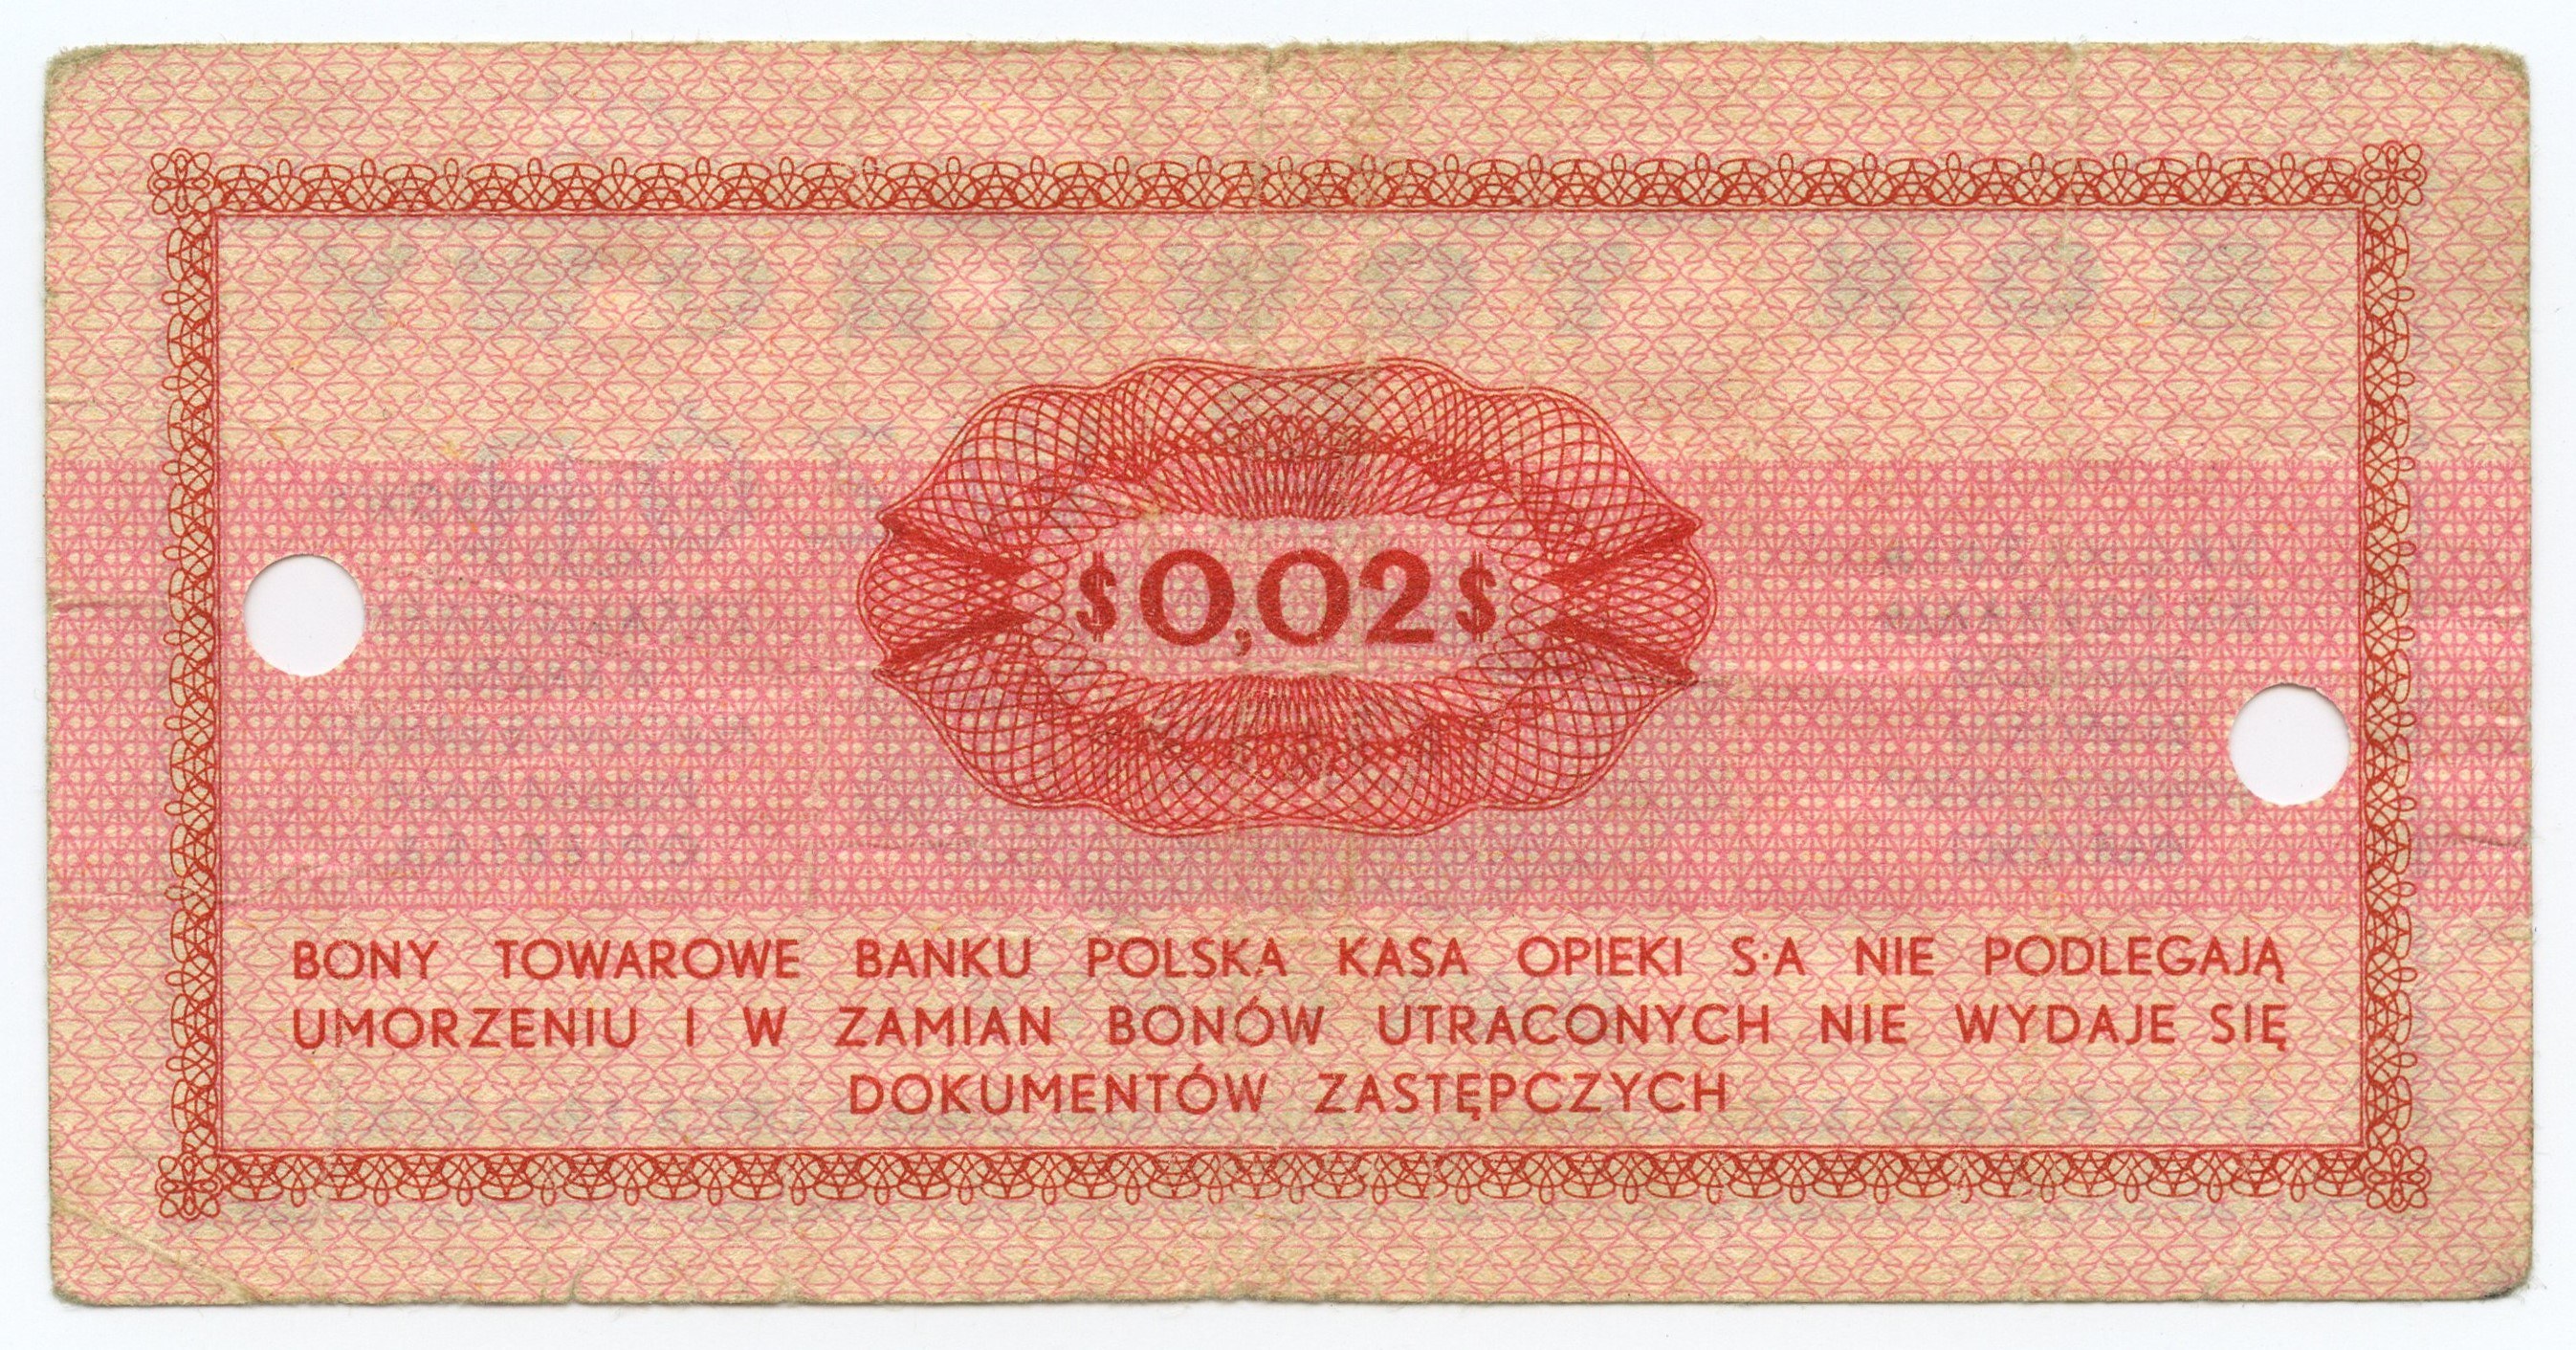 $0,02$
BONY TOWAROWE BANKU POLSKA KASA OPIEKI S·A NIE PODLEGAJĄ
UMORZENIU I W ZAMIAN BONÓW UTRACONYCH NIE WYDAJE SIĘ
DOKUMENTÓW ZASTĘPCZYCH